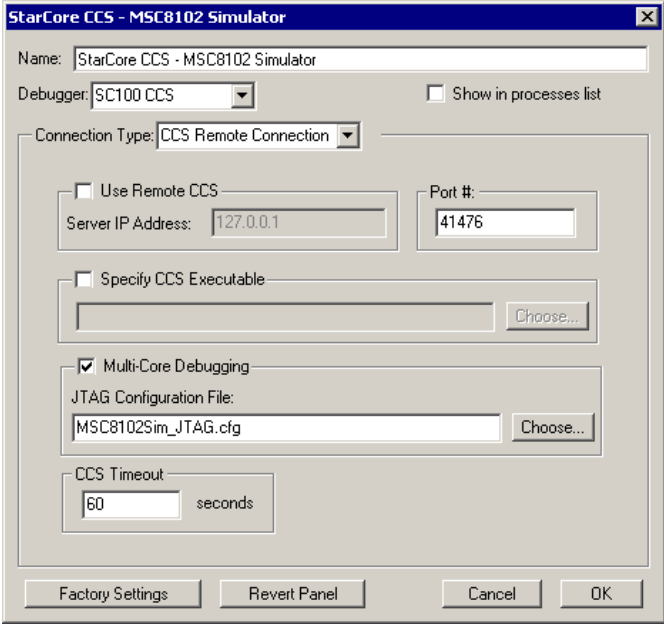 StarCore CCS - MSC8102 Simulator
Name: StarCore CCS - MSC8102 Simulator
Debugger: SC100 CCS Show in processes list
Connection Type: CCS Remote Connection
Use Remote CCS Port #:
Server IP Address: 127.0.0.1 41476
Specify CCS Executable
Choose...
Multi-Core Debugging
JTAG Configuration File:
MSC8102Sim_JTAG.cfg Choose...
CCS Timeout
60 seconds
Factory Settings Revert Panel Cancel OK